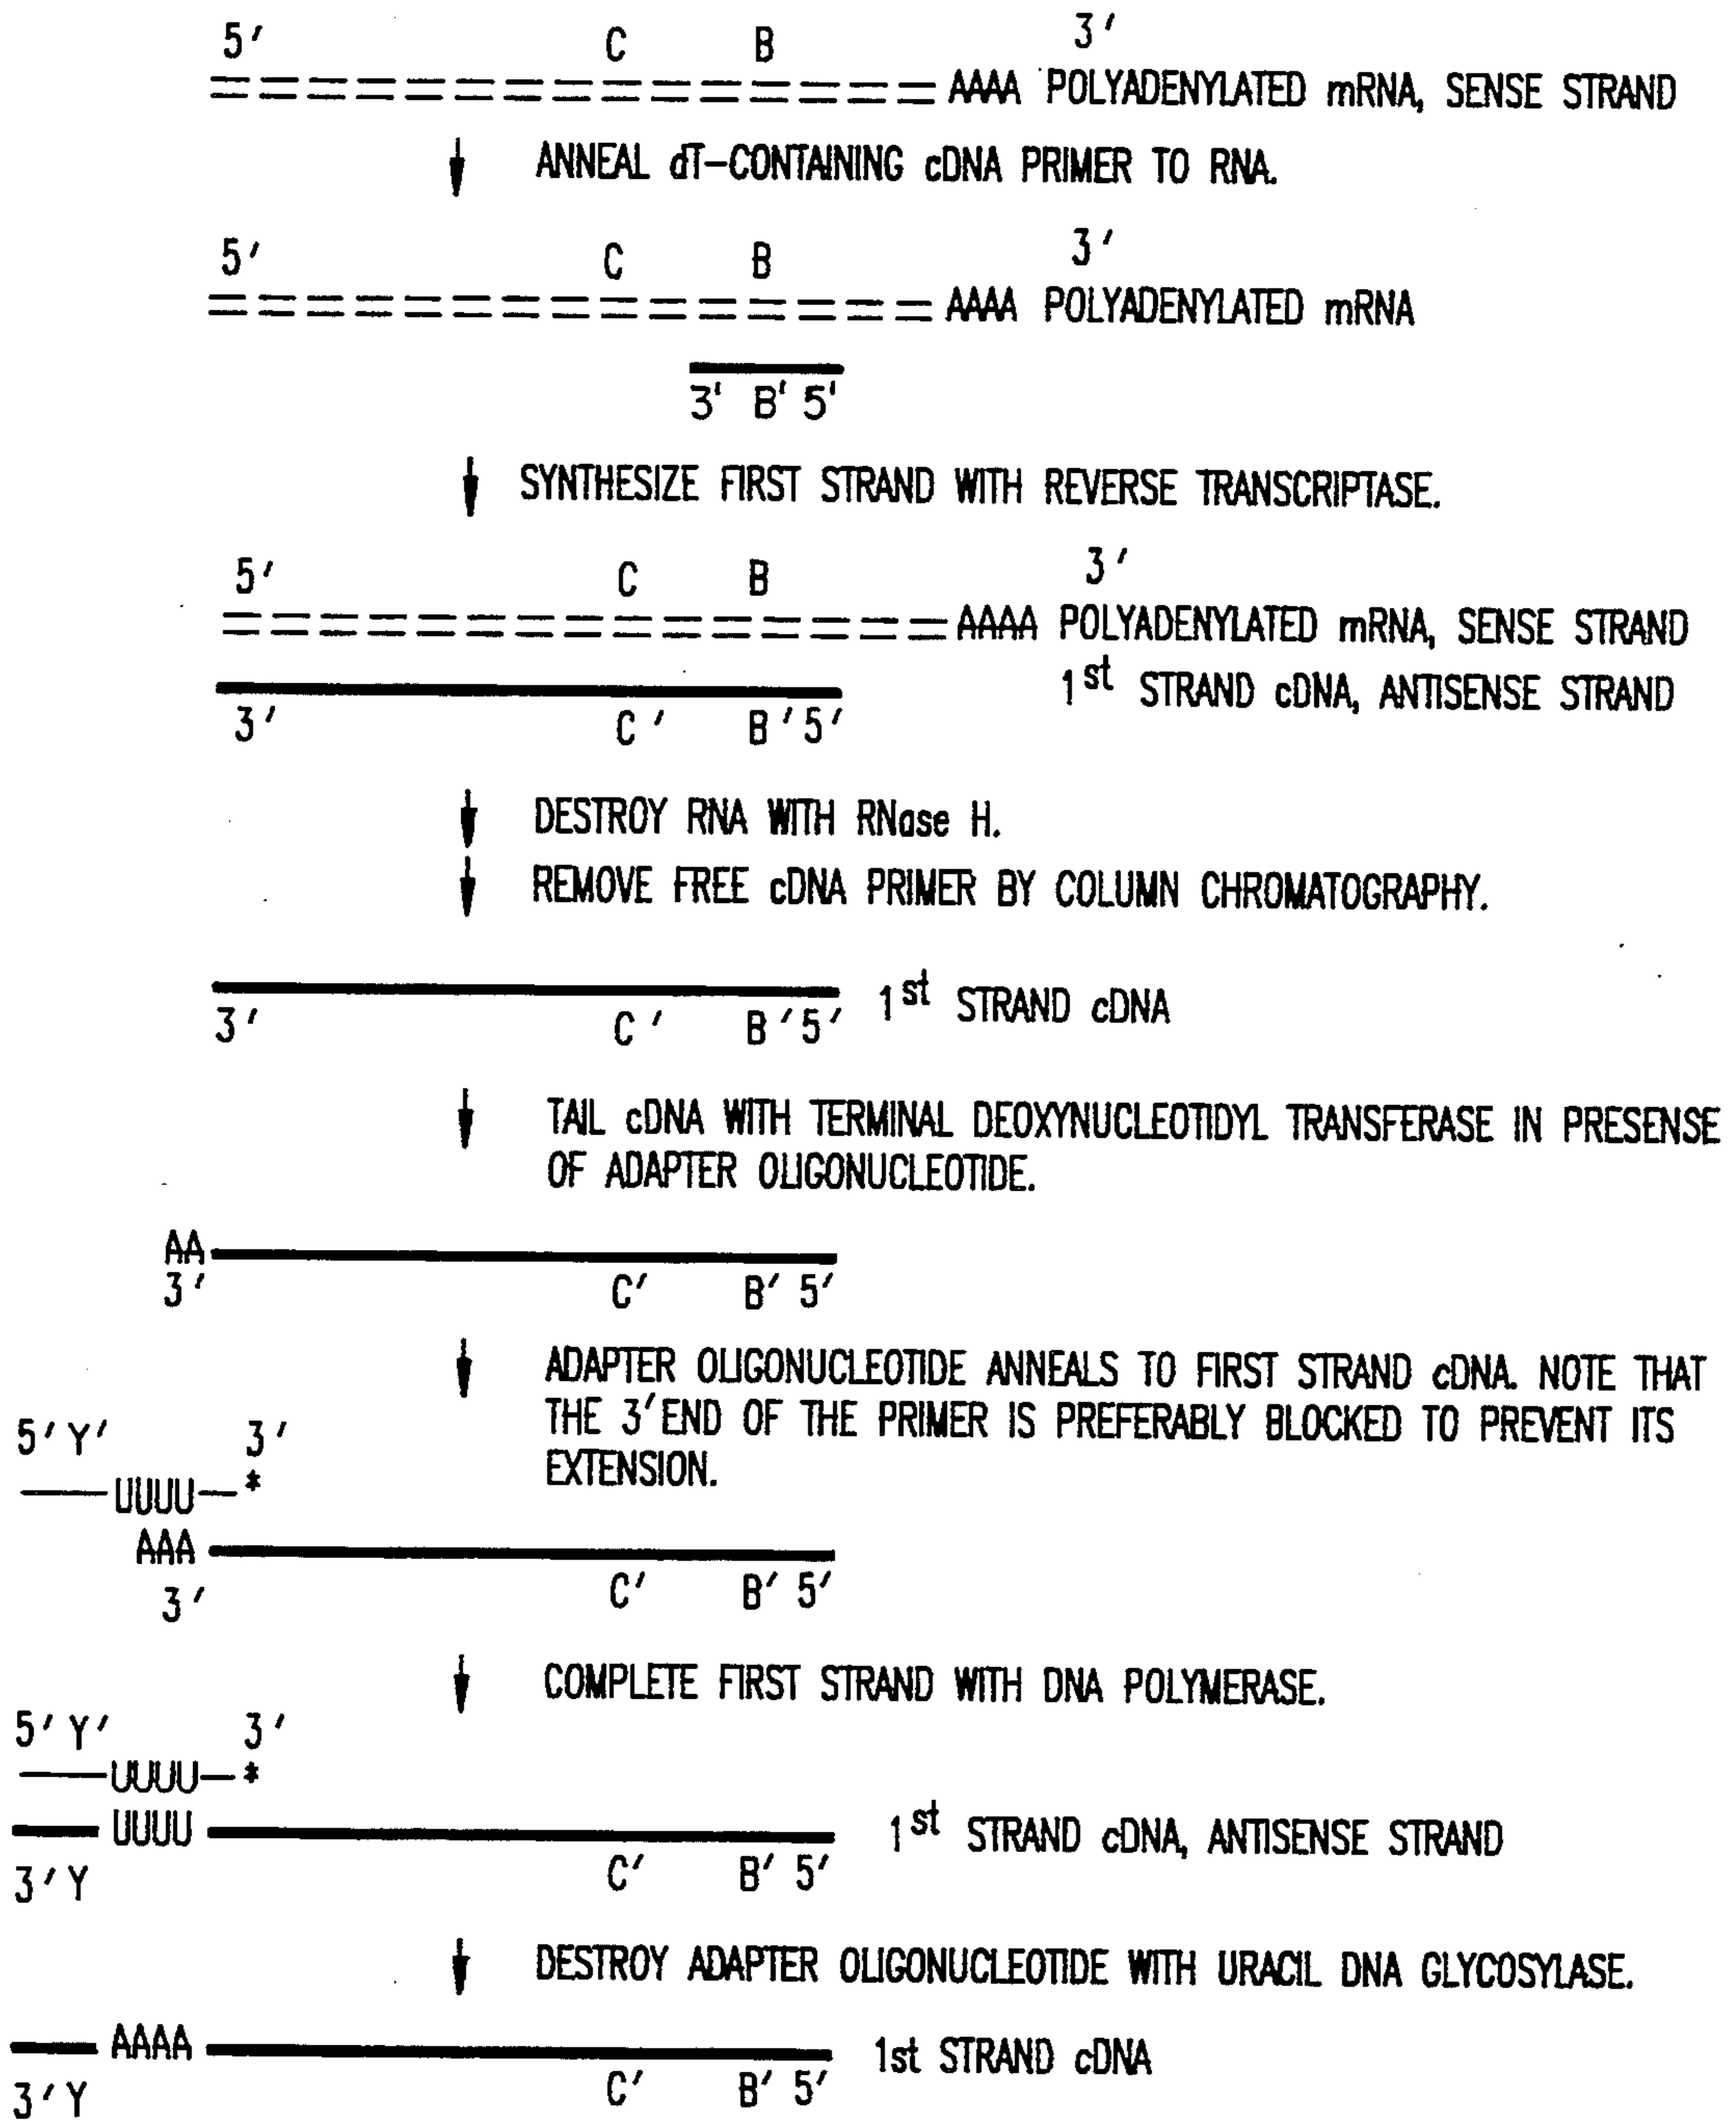 5′ C B 3′
AAAA POLYADENYLATED mRNA, SENSE STRAND
ANNEAL dT-CONTAINING cDNA PRIMER TO RNA.
5′ C B 3′
AAAA POLYADENYLATED mRNA
3' B' 5'
SYNTHESIZE FIRST STRAND WITH REVERSE TRANSCRIPTASE.
5′ C B 3′
AAAA POLYADENYLATED mRNA, SENSE STRAND
1st STRAND cDNA, ANTISENSE STRAND
3′ C′ B′5′
DESTROY RNA WITH RNase H.
REMOVE FREE cDNA PRIMER BY COLUMN CHROMATOGRAPHY.
1st STRAND cDNA
3′ C′ B′5′
TAIL cDNA WITH TERMINAL DEOXYNUCLEOTIDYL TRANSFERASE IN PRESENSE
OF ADAPTER OLIGONUCLEOTIDE.
AA
3′ C′ B′ 5′
ADAPTER OLIGONUCLEOTIDE ANNEALS TO FIRST STRAND cDNA. NOTE THAT
THE 3′END OF THE PRIMER IS PREFERABLY BLOCKED TO PREVENT ITS
EXTENSION.
5′ Y′ 3′
UUUU *
AAA
3′ C′ B′ 5′
COMPLETE FIRST STRAND WITH DNA POLYMERASE.
5′ Y′ 3′
UUUU *
UUUU 1st STRAND cDNA, ANTISENSE STRAND
3′Y C′ B′ 5′
DESTROY ADAPTER OLIGONUCLEOTIDE WITH URACIL DNA GLYCOSYLASE.
AAAA 1st STRAND cDNA
3′Y C′ B′ 5′